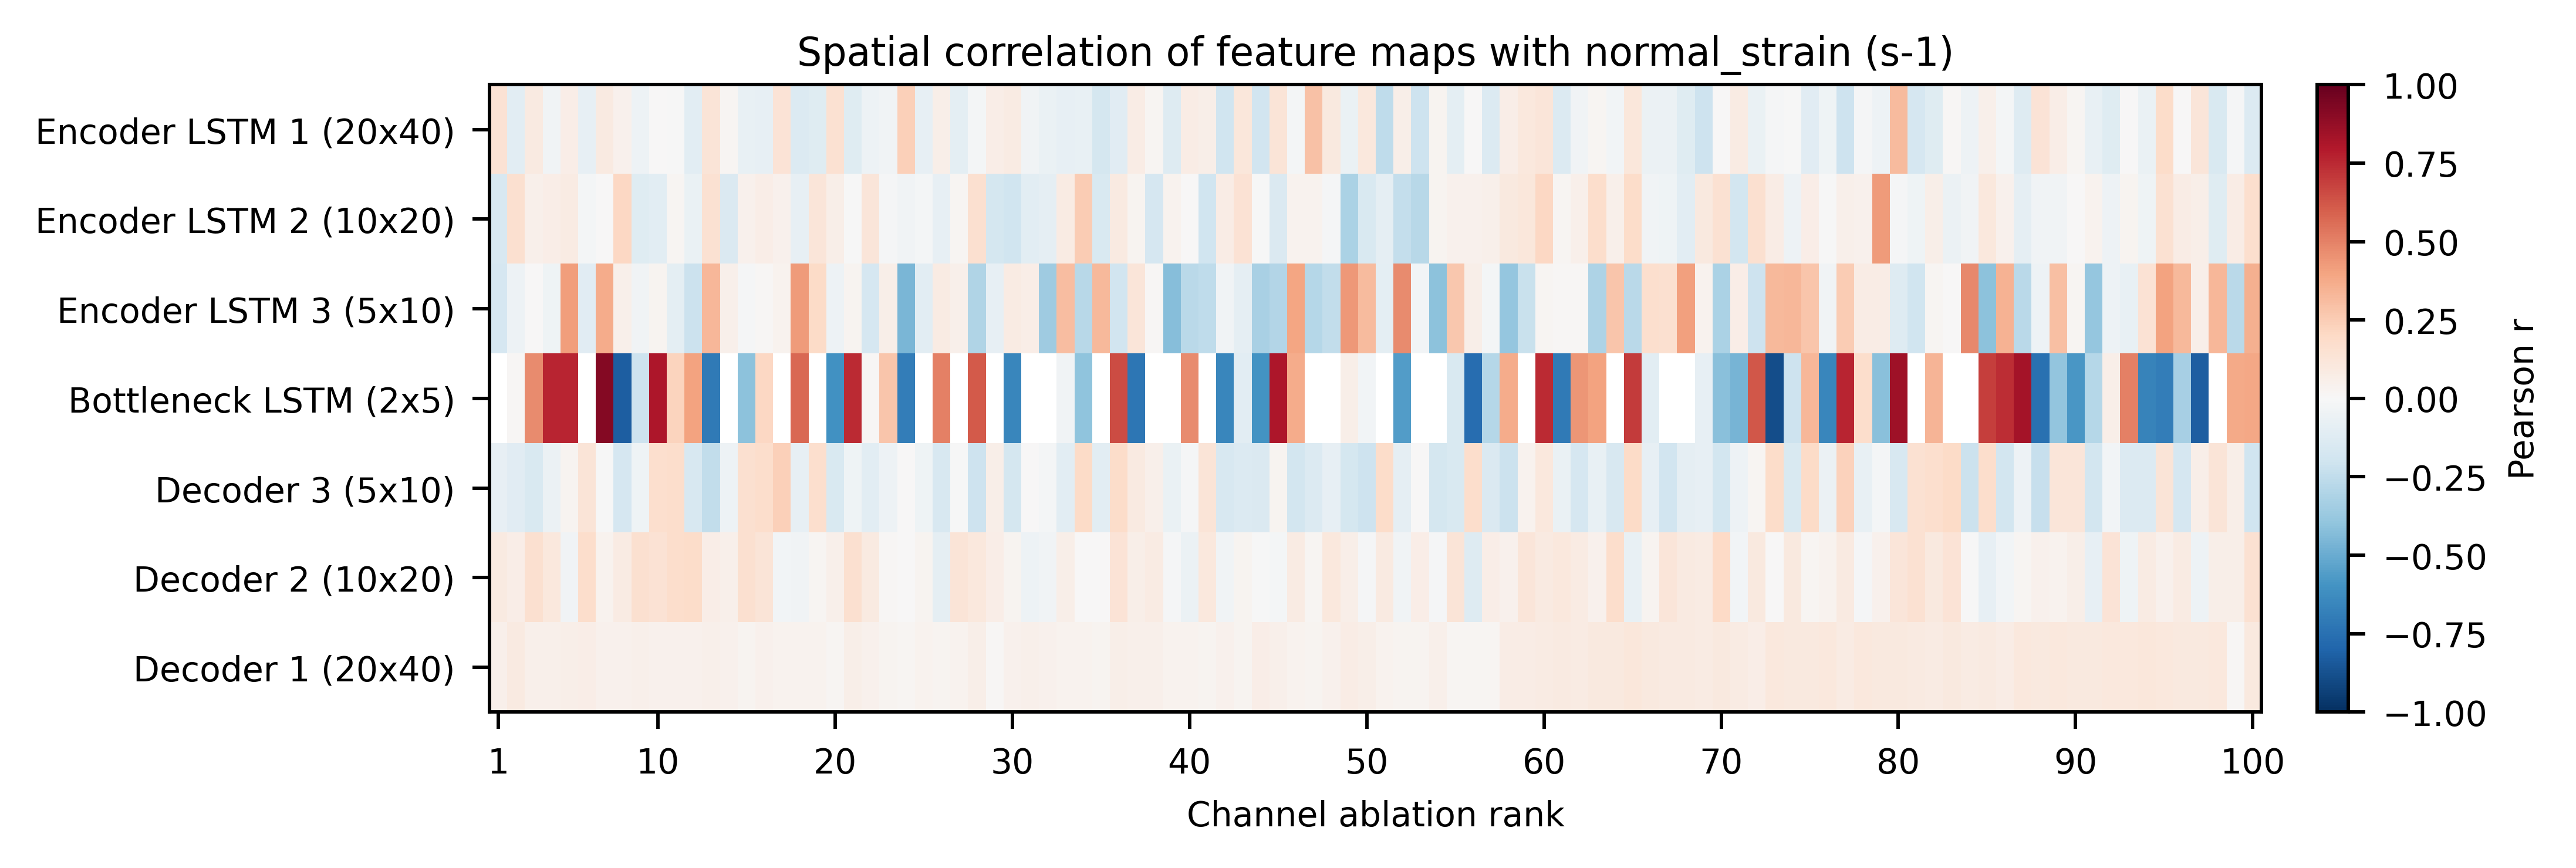 Spatial correlation of feature maps with normal_strain (s-1)
Encoder LSTM 1 (20x40)
Encoder LSTM 2 (10x20)
Encoder LSTM 3 (5x10)
Bottleneck LSTM (2x5)
Decoder 3 (5x10)
Decoder 2 (10x20)
Decoder 1 (20x40)
1 10 20 30 40 50 60 70 80 90 100
Channel ablation rank
1.00
0.75
0.50
0.25
0.00
−0.25
−0.50
−0.75
−1.00
Pearson r